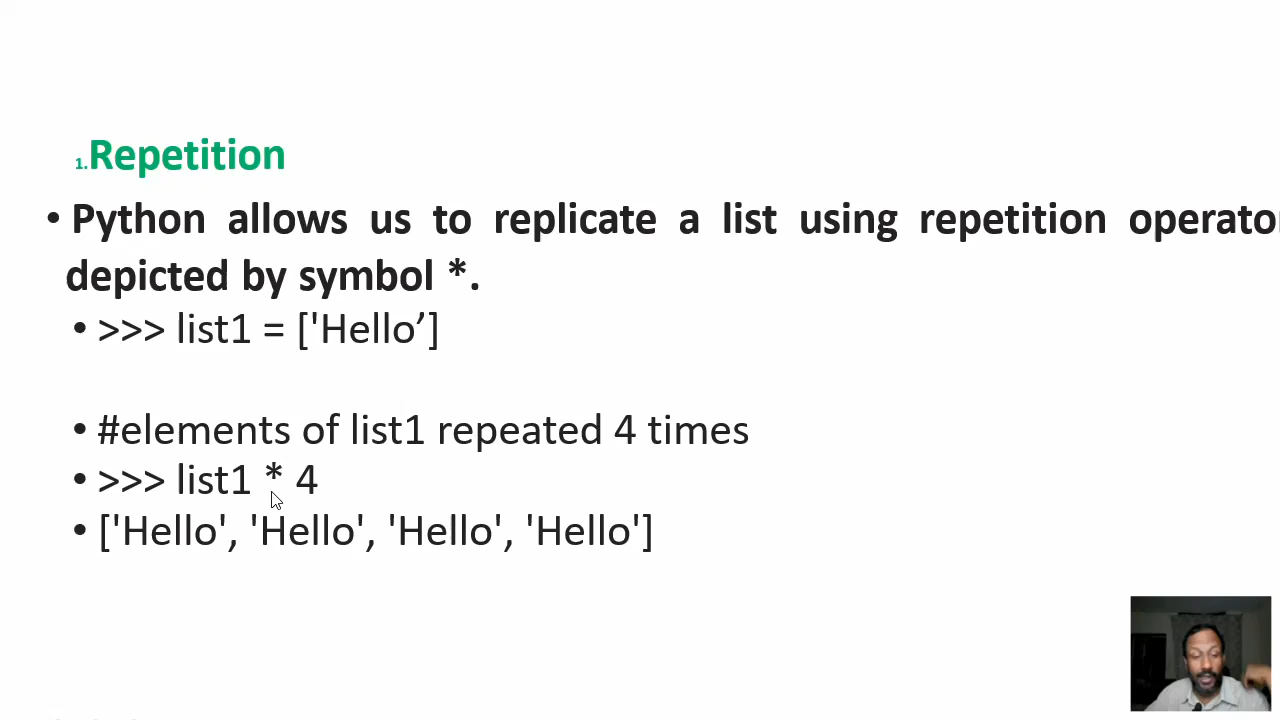 1.Repetition
• Python allows us to replicate a list using repetition operator
depicted by symbol *.
• >>> list1 = ['Hello’]
• #elements of list1 repeated 4 times
• >>> list1 * 4
• ['Hello', 'Hello', 'Hello', 'Hello']